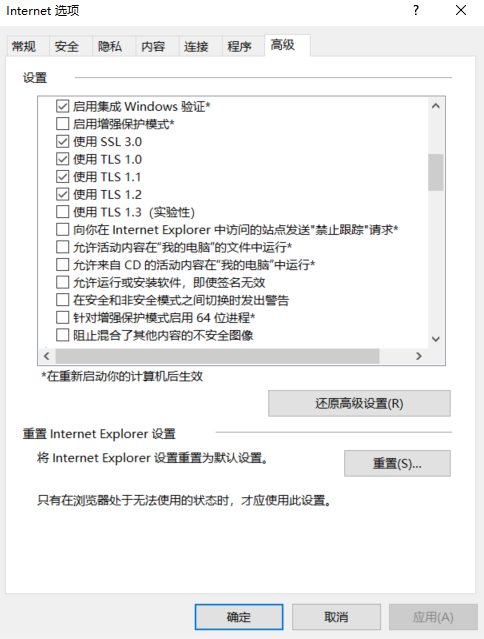 Internet 选项
?
常规 安全 隐私 内容 连接 程序 高级
设置
启用集成 Windows 验证*
启用增强保护模式*
使用 SSL 3.0
使用 TLS 1.0
使用 TLS 1.1
使用 TLS 1.2
使用 TLS 1.3（实验性）
向你在 Internet Explorer 中访问的站点发送"禁止跟踪"请求*
允许活动内容在“我的电脑”的文件中运行*
允许来自 CD 的活动内容在“我的电脑”中运行*
允许运行或安装软件，即使签名无效
在安全和非安全模式之间切换时发出警告
针对增强保护模式启用 64 位进程*
阻止混合了其他内容的不安全图像
*在重新启动你的计算机后生效
还原高级设置(R)
重置 Internet Explorer 设置
将 Internet Explorer 设置重置为默认设置。
重置(S)...
只有在浏览器处于无法使用的状态时，才应使用此设置。
确定 取消 应用(A)